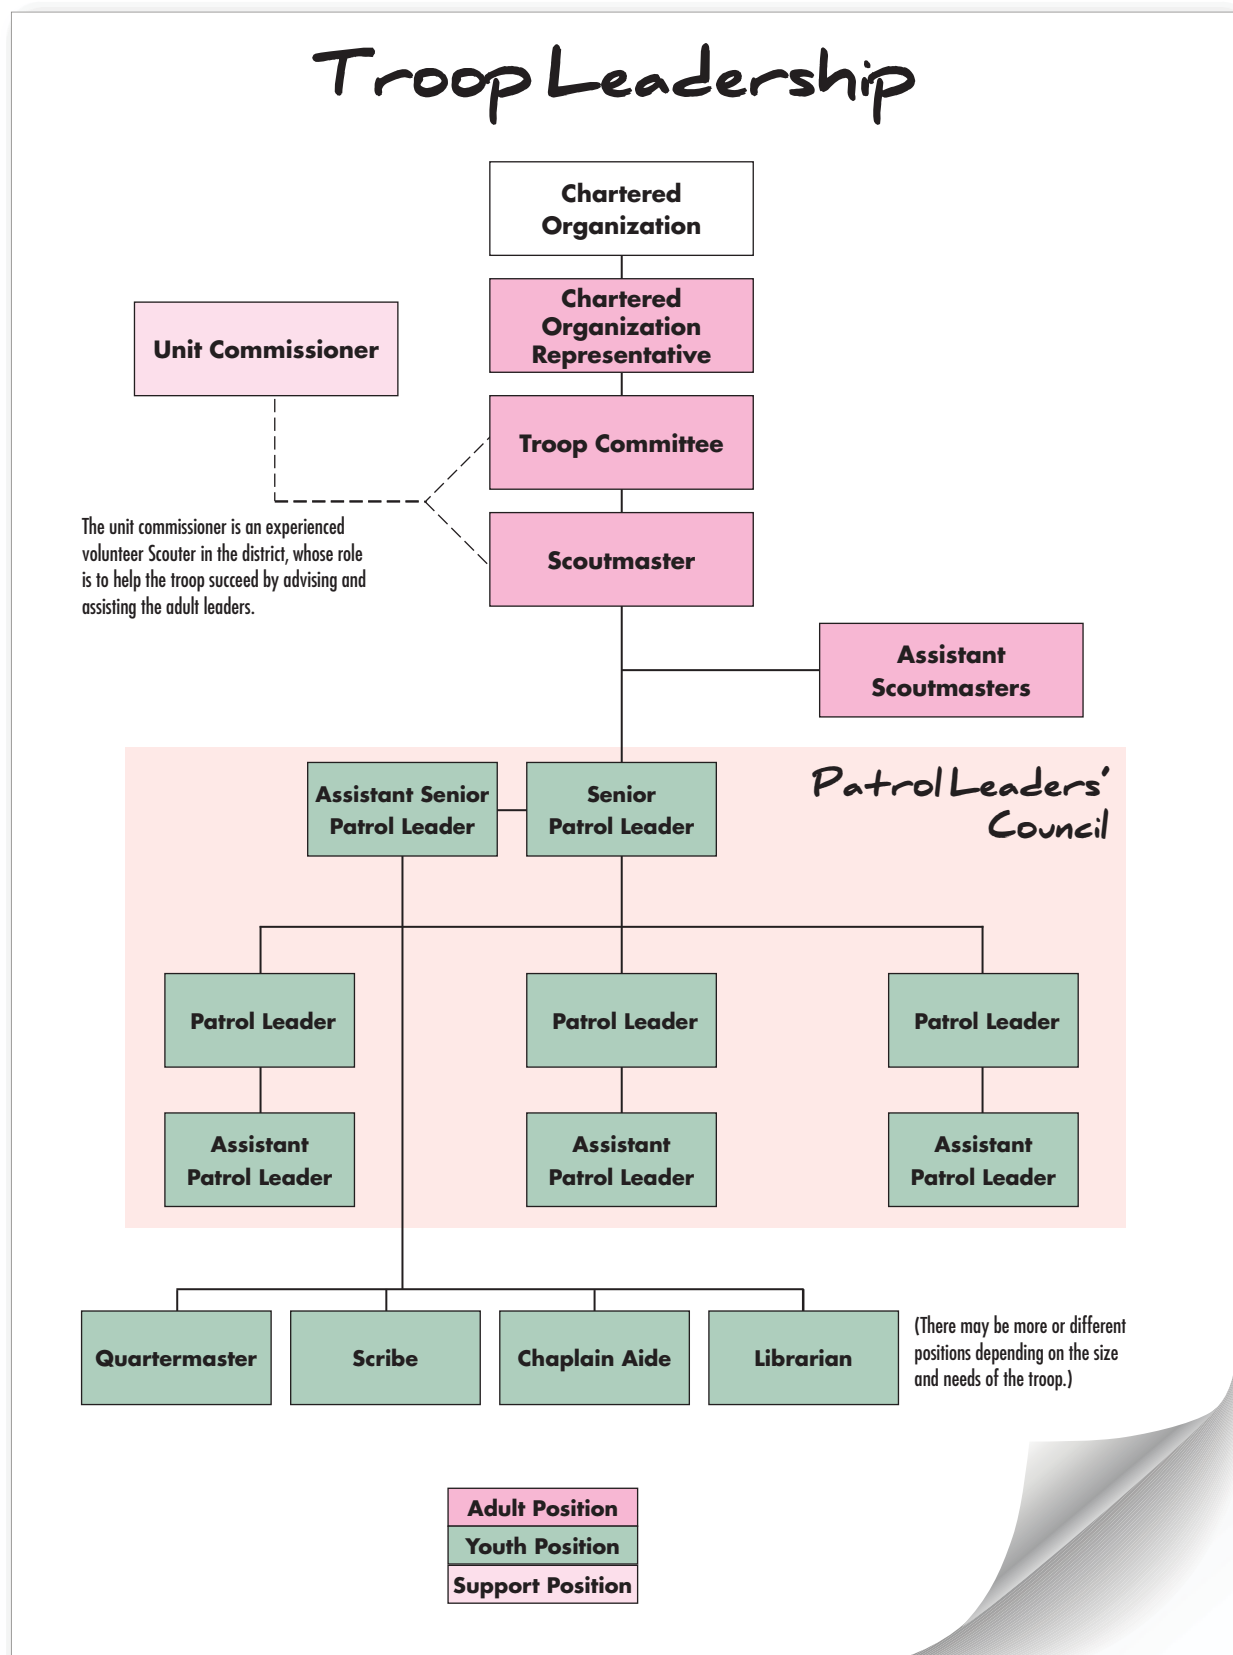 Troop Leadership
Chartered
Organization
Chartered
Organization
Representative
Unit Commissioner
Troop Committee
The unit commissioner is an experienced
volunteer Scouter in the district, whose role
is to help the troop succeed by advising and
assisting the adult leaders.
Scoutmaster
Assistant
Scoutmasters
Patrol Leaders'
Council
Assistant Senior
Patrol Leader
Senior
Patrol Leader
Patrol Leader
Patrol Leader
Patrol Leader
Assistant
Patrol Leader
Assistant
Patrol Leader
Assistant
Patrol Leader
Quartermaster
Scribe
Chaplain Aide
Librarian
(There may be more or different
positions depending on the size
and needs of the troop.)
Adult Position
Youth Position
Support Position